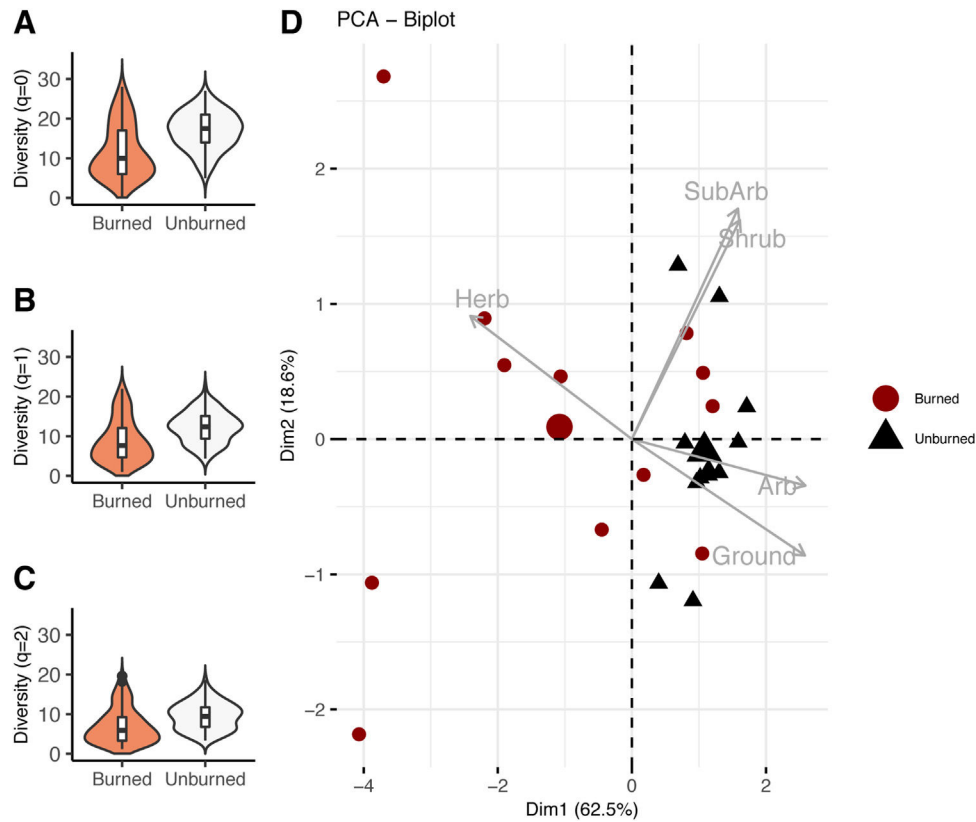 A
Diversity (q=0)
30
20
10
0
Burned Unburned
B
Diversity (q=1)
30
20
10
0
Burned Unburned
C
Diversity (q=2)
30
20
10
0
Burned Unburned
D
PCA − Biplot
Dim2 (18.6%)
2
1
0
−1
−2
SubArb
Shrub
Herb
Arb
Ground
−4 −2 0 2
Dim1 (62.5%)
Burned
Unburned